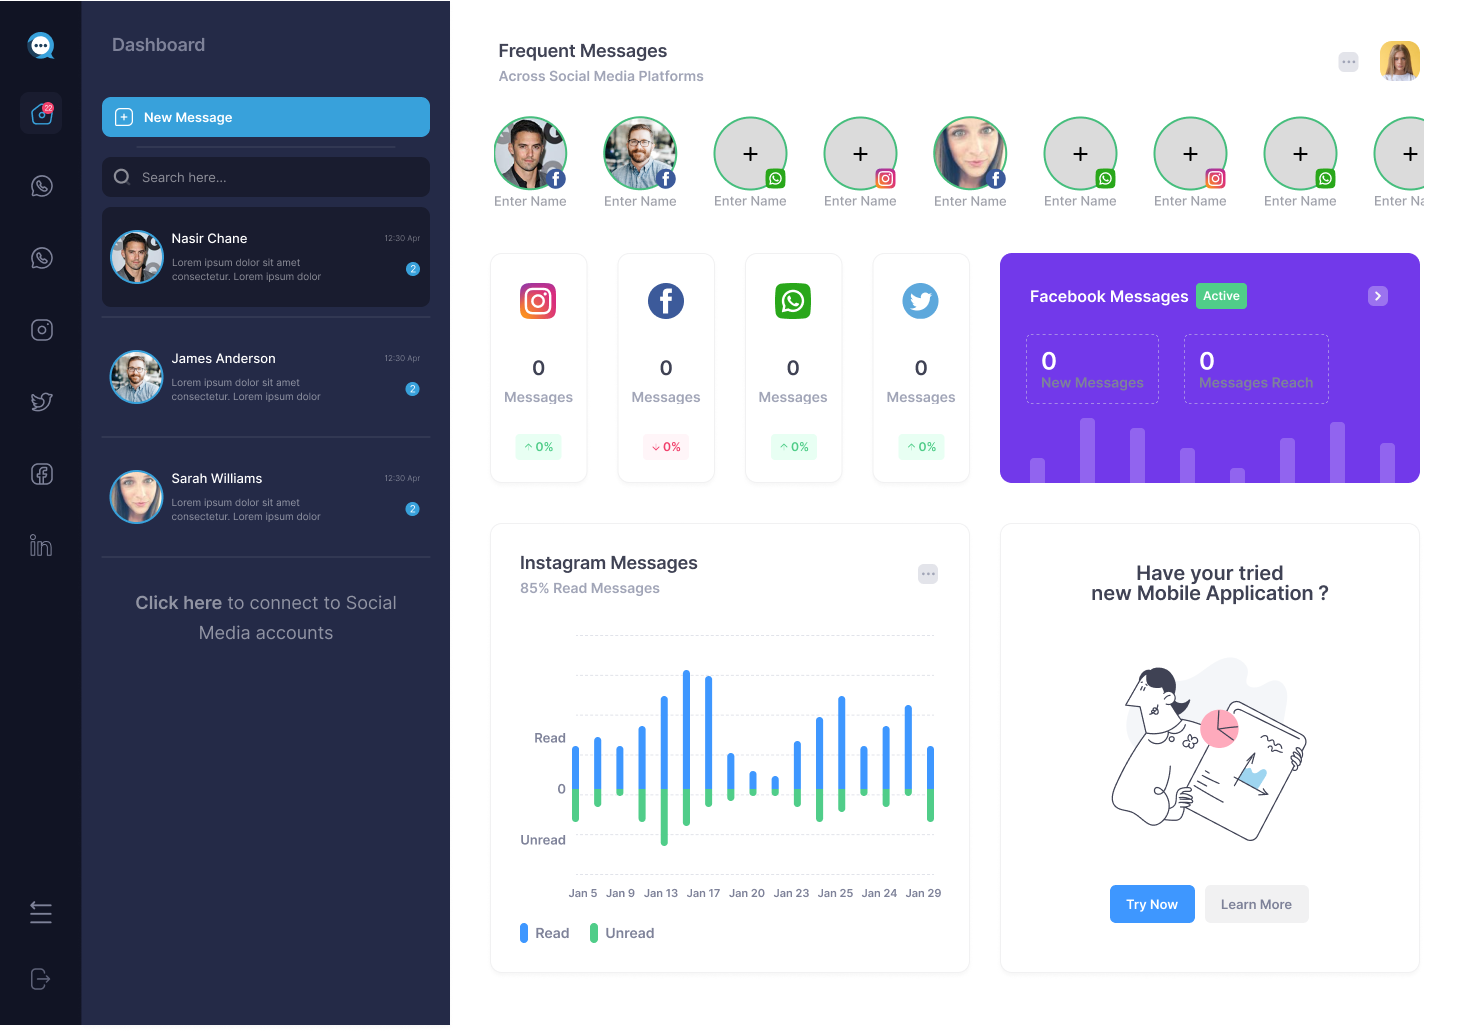 Dashboard
22
New Message
Search here...
Nasir Chane
12:30 Apr
Lorem ipsum dolor sit amet
consectetur. Lorem ipsum dolor
2
James Anderson
12:30 Apr
Lorem ipsum dolor sit amet
consectetur. Lorem ipsum dolor
2
Sarah Williams
12:30 Apr
Lorem ipsum dolor sit amet
consectetur. Lorem ipsum dolor
2
Click here to connect to Social
Media accounts
Frequent Messages
Across Social Media Platforms
Enter Name Enter Name Enter Name Enter Name Enter Name Enter Name Enter Name Enter Name Enter Na
0 0 0 0
Messages Messages Messages Messages
0% 0% 0% 0%
Facebook Messages Active
0 0
New Messages Messages Reach
Instagram Messages
85% Read Messages
Read
0
Unread
Jan 5 Jan 9 Jan 13 Jan 17 Jan 20 Jan 23 Jan 25 Jan 24 Jan 29
Read Unread
Have your tried
new Mobile Application ?
Try Now Learn More